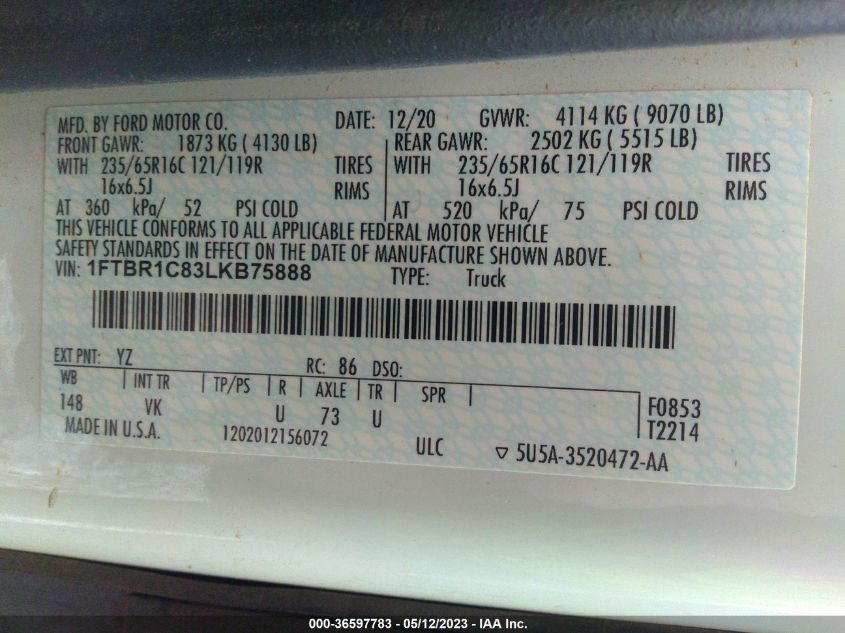 MFD. BY FORD MOTOR CO. DATE: 12/20 GVWR: 4114 KG ( 9070 LB)
FRONT GAWR: 1873 KG ( 4130 LB) REAR GAWR: 2502 KG ( 5515 LB)
WITH 235/65R16C 121/119R TIRES WITH 235/65R16C 121/119R TIRES
16x6.5J RIMS 16x6.5J RIMS
AT 360 kPa/ 52 PSI COLD AT 520 kPa/ 75 PSI COLD
THIS VEHICLE CONFORMS TO ALL APPLICABLE FEDERAL MOTOR VEHICLE
SAFETY STANDARDS IN EFFECT ON THE DATE OF MANUFACTURE SHOWN ABOVE.
VIN: 1FTBR1C83LKB75888 TYPE: Truck
EXT PNT: YZ RC: 86 DSO:
WB INT TR TP/PS R AXLE TR SPR
148 VK U 73 U F0853
T2214
MADE IN U.S.A. 1202012156072 ULC ▽ 5U5A-3520472-AA
000-36597783 - 05/12/2023 - IAA Inc.